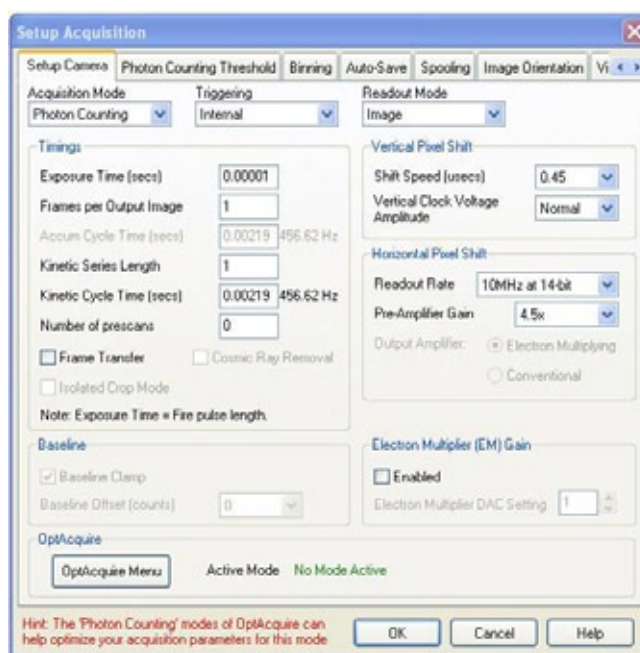 Setup Acquisition
Setup Camera Photon Counting Threshold Binning Auto-Save Spooling Image Orientation Vi
Acquisition Mode Triggering Readout Mode
Photon Counting Internal Image
Timings
Exposure Time (secs) 0.00001
Frames per Output Image 1
Accum Cycle Time (secs) 0.00219 456.62 Hz
Kinetic Series Length 1
Kinetic Cycle Time (secs) 0.00219 456.62 Hz
Number of prescans 0
Frame Transfer Cosmic Ray Removal
Isolated Crop Mode
Note: Exposure Time = Fire pulse length.
Vertical Pixel Shift
Shift Speed (usecs) 0.45
Vertical Clock Voltage
Amplitude Normal
Horizontal Pixel Shift
Readout Rate 10MHz at 14-bit
Pre-Amplifier Gain 4.5x
Output Amplifier: Electron Multiplying
Conventional
Baseline
Baseline Clamp
Baseline Offset (counts) 0
Electron Multiplier (EM) Gain
Enabled
Electron Multiplier DAC Setting 1
OptAcquire
OptAcquire Menu Active Mode No Mode Active
Hint: The 'Photon Counting' modes of OptAcquire can
help optimize your acquisition parameters for this mode
OK Cancel Help